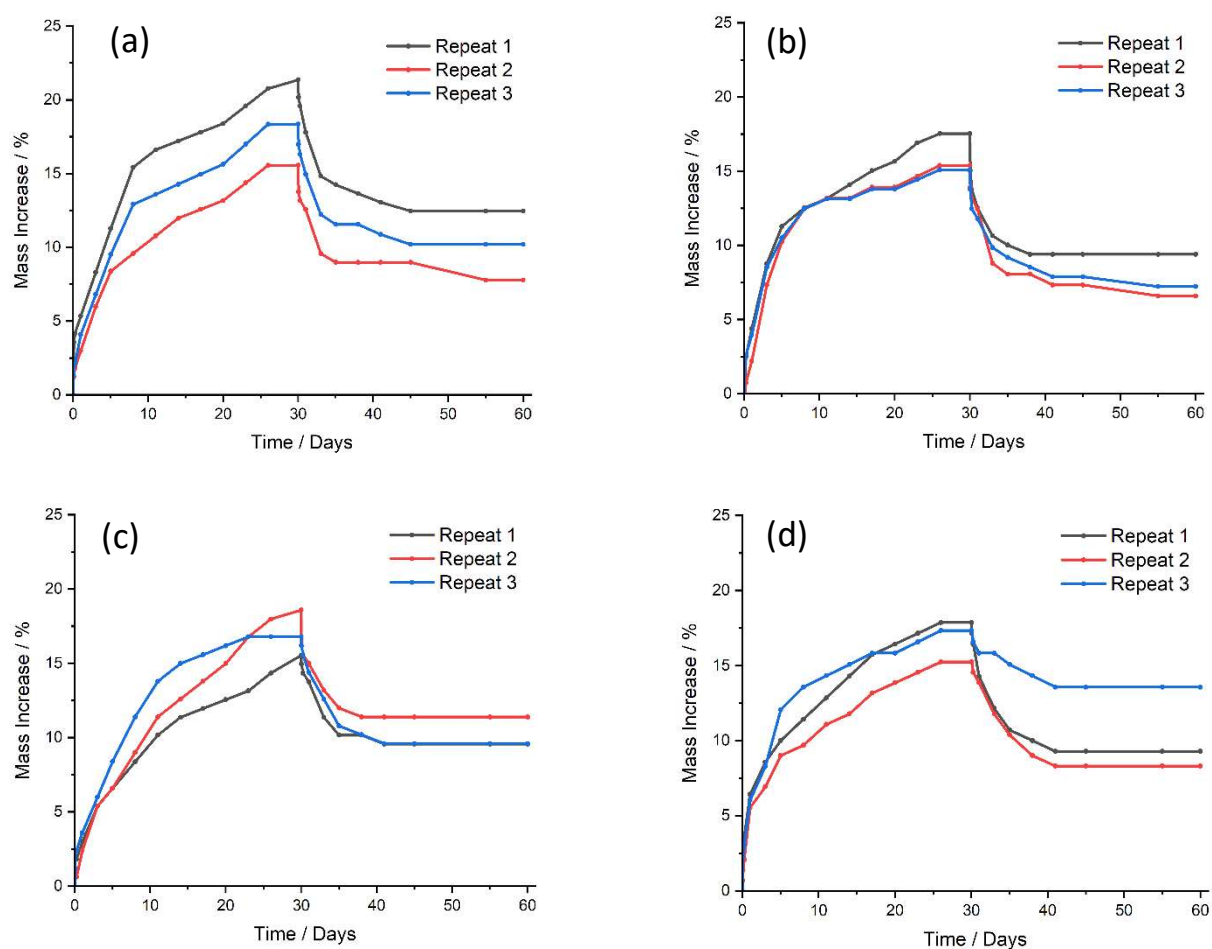 (a)
Repeat 1
Repeat 2
Repeat 3
Mass Increase / %
25
20
15
10
5
0
0 10 20 30 40 50 60
Time / Days
(b)
Repeat 1
Repeat 2
Repeat 3
Mass Increase / %
25
20
15
10
5
0
0 10 20 30 40 50 60
Time / Days
(c)
Repeat 1
Repeat 2
Repeat 3
Mass Increase / %
25
20
15
10
5
0
0 10 20 30 40 50 60
Time / Days
(d)
Repeat 1
Repeat 2
Repeat 3
Mass Increase / %
25
20
15
10
5
0
0 10 20 30 40 50 60
Time / Days